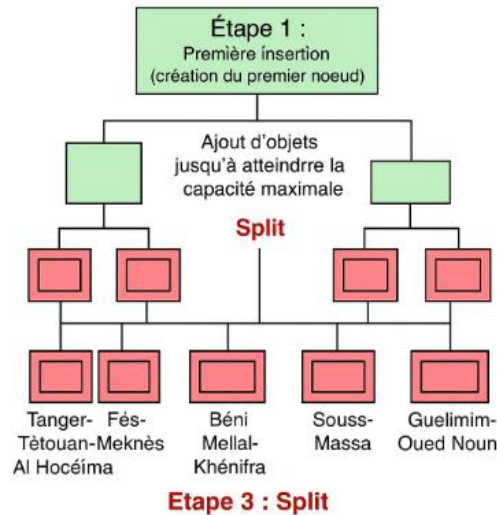 Étape 1 :
Première insertion
(création du premier noeud)
Ajout d'objets
jusqu'à atteindrre la
capacité maximale
Split
Tanger-
Tètouan-
Al Hocéíma
Fés-
Meknès
Béni
Mellal-
Khénifra
Souss-
Massa
Guelimim-
Oued Noun
Etape 3 : Split